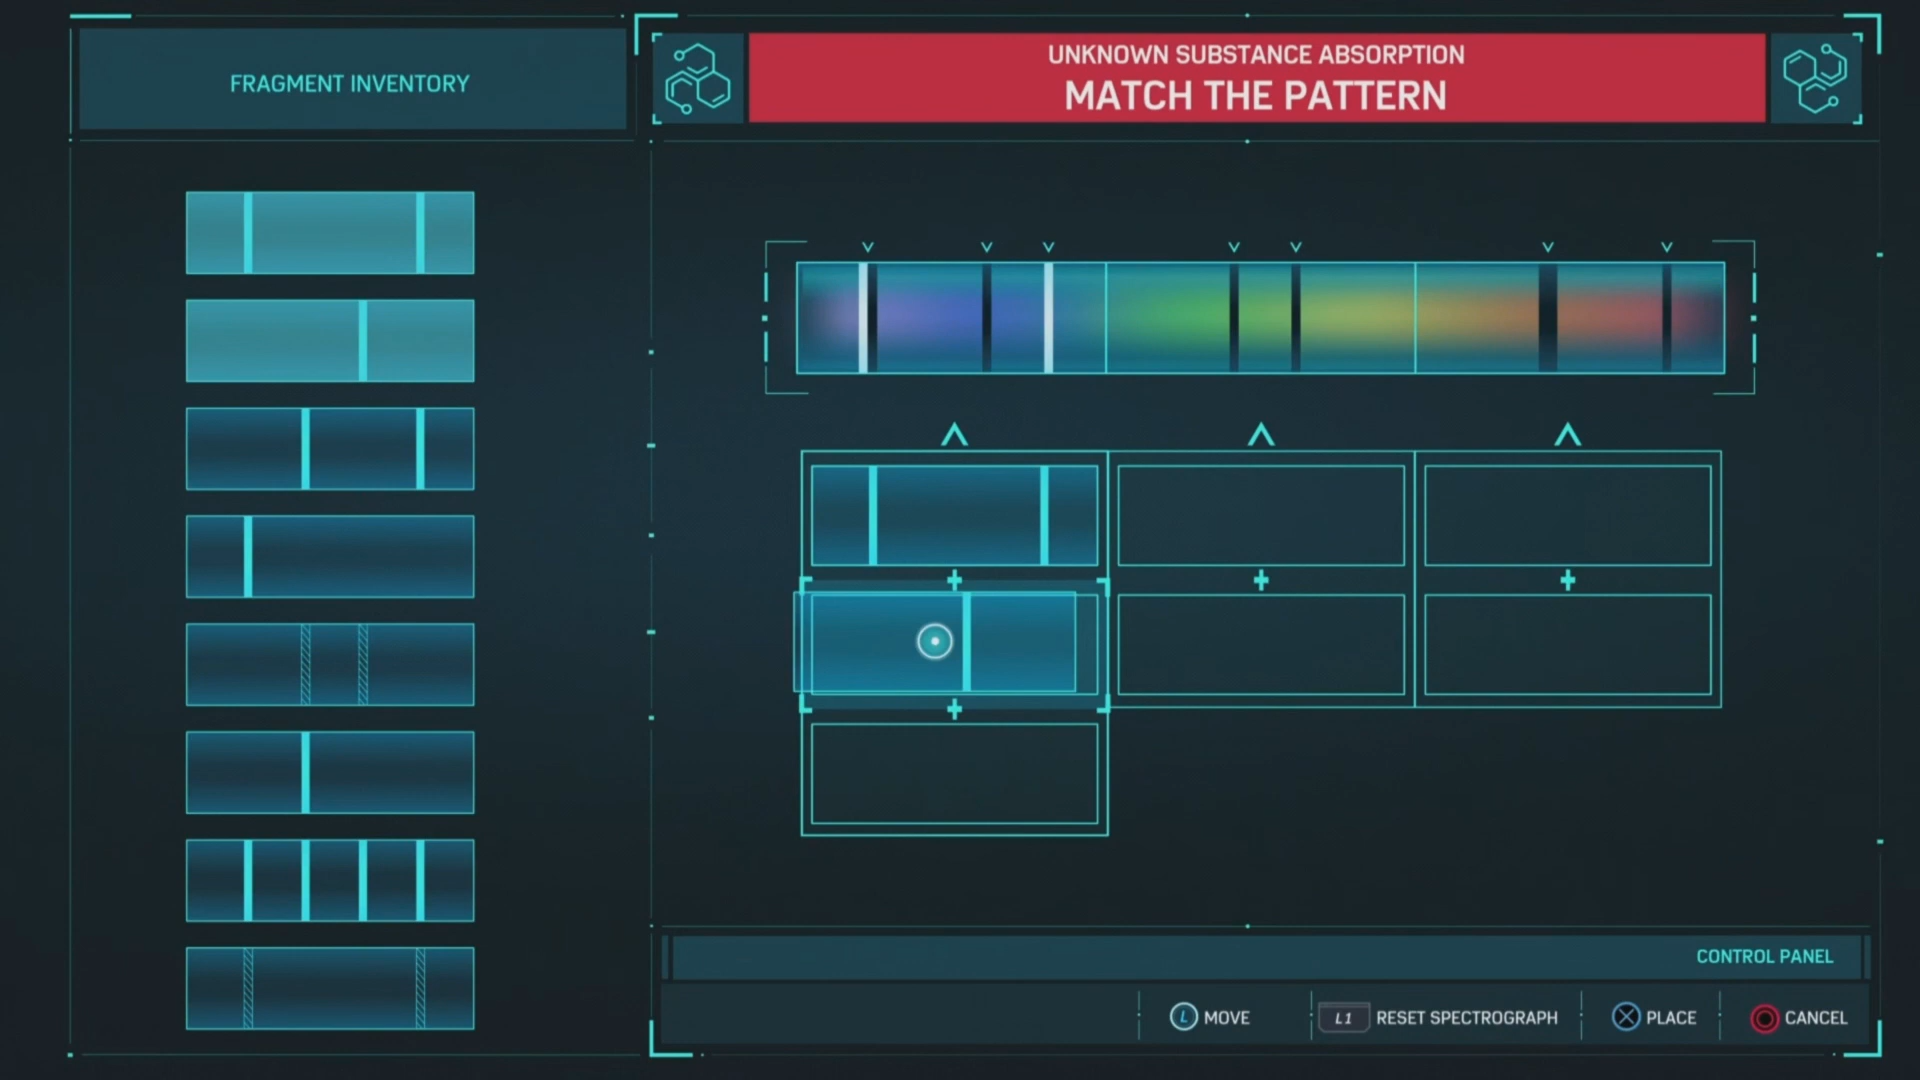 FRAGMENT INVENTORY
UNKNOWN SUBSTANCE ABSORPTION
MATCH THE PATTERN
CONTROL PANEL
L MOVE
L1 RESET SPECTROGRAPH
PLACE
CANCEL